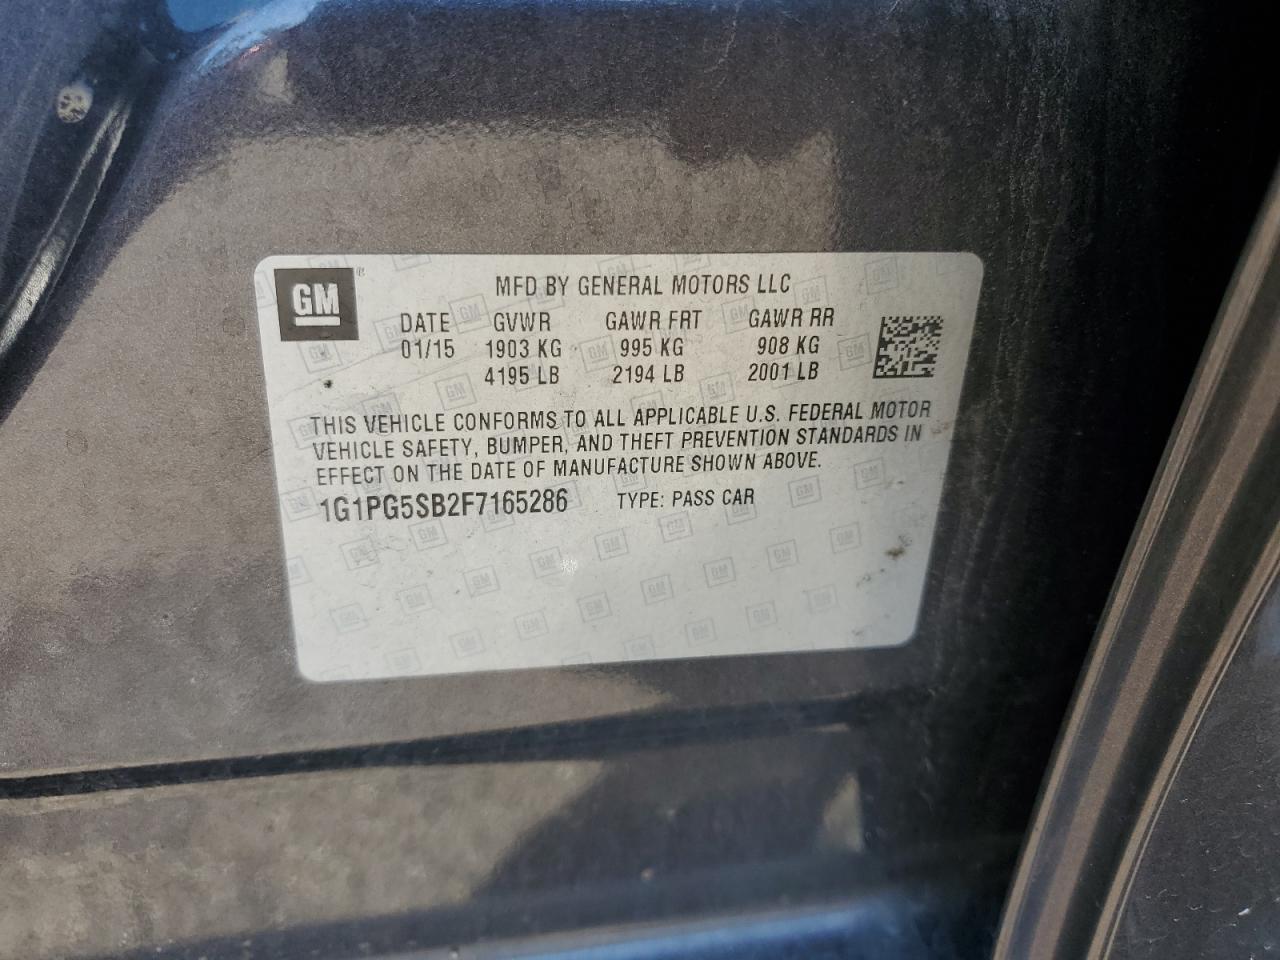 GM ®
MFD BY GENERAL MOTORS LLC
DATE GVWR GAWR FRT GAWR RR
01/15 1903 KG 995 KG 908 KG
4195 LB 2194 LB 2001 LB
THIS VEHICLE CONFORMS TO ALL APPLICABLE U.S. FEDERAL MOTOR
VEHICLE SAFETY, BUMPER, AND THEFT PREVENTION STANDARDS IN
EFFECT ON THE DATE OF MANUFACTURE SHOWN ABOVE.
1G1PG5SB2F7165286 TYPE: PASS CAR